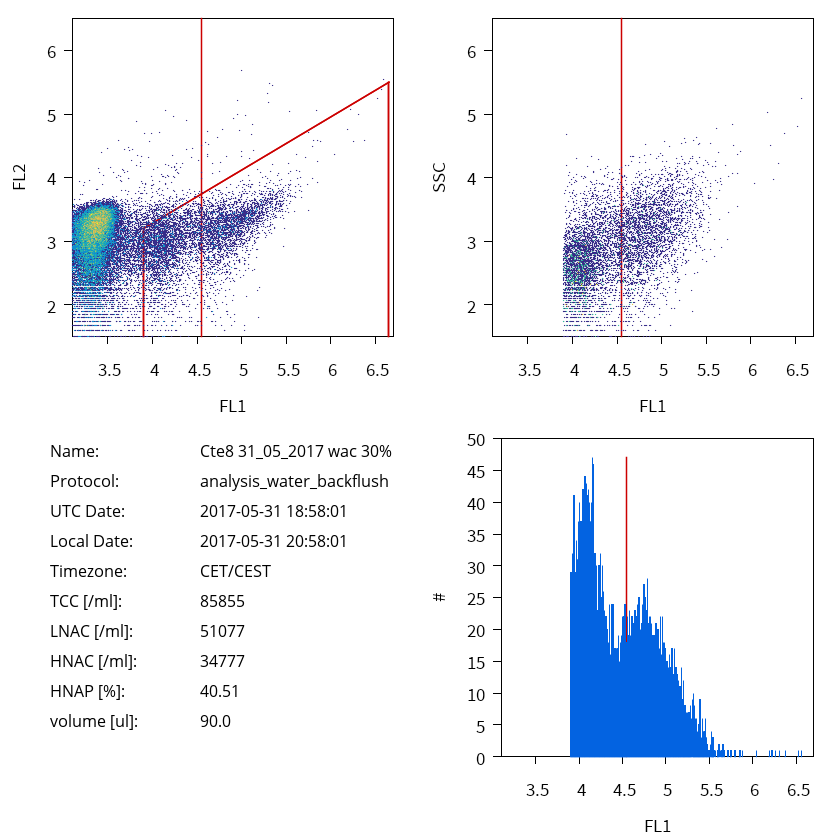 6
5
4
3
2
FL2
3.5 4 4.5 5 5.5 6 6.5
FL1
6
5
4
3
2
SSC
3.5 4 4.5 5 5.5 6 6.5
FL1
Name: Cte8 31_05_2017 wac 30%
Protocol: analysis_water_backflush
UTC Date: 2017-05-31 18:58:01
Local Date: 2017-05-31 20:58:01
Timezone: CET/CEST
TCC [/ml]: 85855
LNAC [/ml]: 51077
HNAC [/ml]: 34777
HNAP [%]: 40.51
volume [ul]: 90.0
50
45
40
35
30
25
20
15
10
5
0
#
3.5 4 4.5 5 5.5 6 6.5
FL1